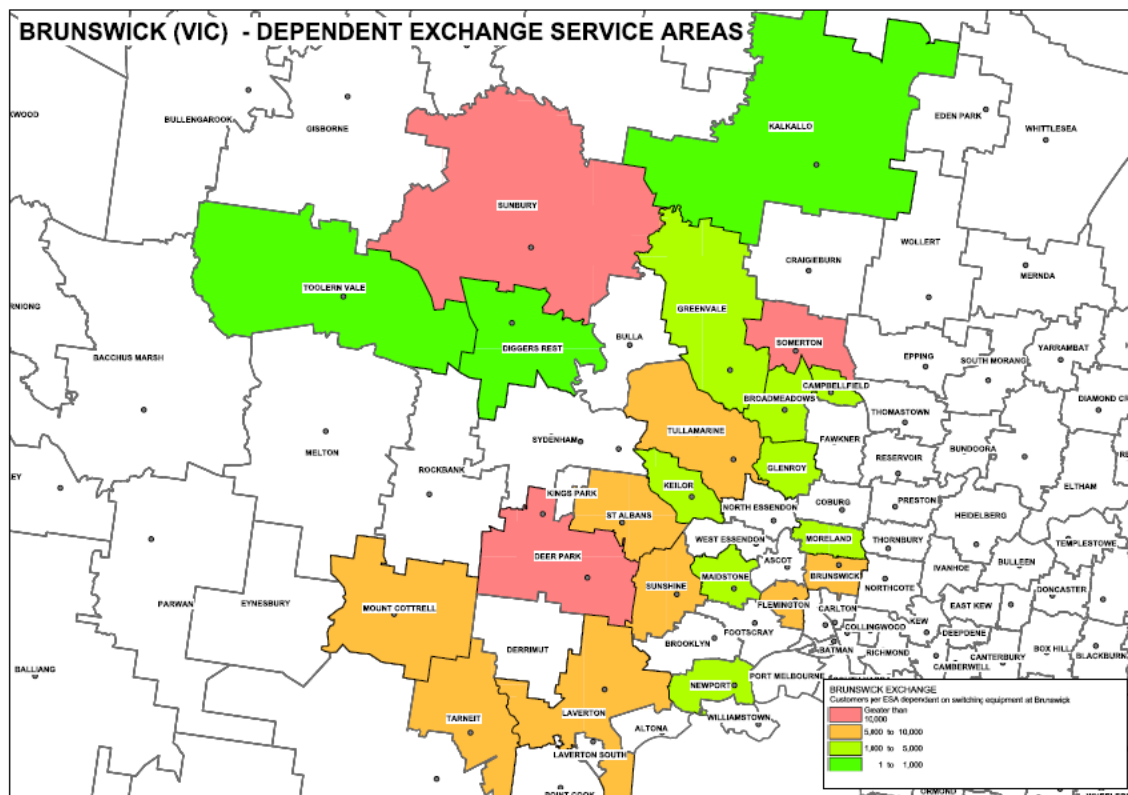 BRUNSWICK (VIC) - DEPENDENT EXCHANGE SERVICE AREAS
BULLENGAROOK
GISBORNE
KALKALLO
EDEN PARK
WHITTLESEA
SUNBURY
WOLLERT
CRAIGIEBURN
MERNDA
TOOLERN VALE
GREENVALE
BACCHUS MARSH
DIGGERS REST
BULLA
SOMERTON
EPPING
SOUTH MORANG
YARRAMBAT
CAMPBELLFIELD
BROADMEADOWS
THOMASTOWN
DIAMOND CR
TULLAMARINE
FAWKNER
SYDENHAM
BUNDOORA
MELTON
ROCKBANK
GLENROY
RESERVOIR
KEILOR
ELTHAM
KINGS PARK
COBURG
PRESTON
NORTH ESSENDON
ST ALBANS
HEIDELBERG
WEST ESSENDON
MORELAND
THORNBURY
TEMPLESTOWE
DEER PARK
ASCOT
BULLEN
IVANHOE
MAIDSTONE
BRUNSWICK
SUNSHINE
NORTHCOTE
DONCASTER
PARWAN
EYNESBURY
MOUNT COTTRELL
FLEMINGTON
CARLTON
EAST KEW
KEW
COLLINGWOOD
FOOTSCRAY
DEEPDENE
BROOKLYN
BATMAN
RICHMOND
CANTERBURY
BOX HILL
BLACKBURN
DERRIMUT
CAMBERWELL
BALLIANG
PORT MELBOURNE
NEWPORT
TARNEIT
LAVERTON
WILLIAMSTOWN
ALTONA
LAVERTON SOUTH
POINT COOK
BRUNSWICK EXCHANGE
Customers per ESA dependant on switching equipment at Brunswick
Greater than
10,000
5,000 to 10,000
1,000 to 5,000
1 to 1,000
ORMOND